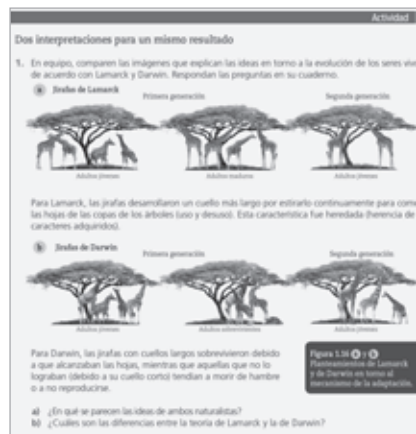 Actividad
Dos interpretaciones para un mismo resultado
1. En equipo, comparen las imágenes que explican las ideas en torno a la evolución de los seres viv
de acuerdo con Lamarck y Darwin. Respondan las preguntas en su cuaderno.
a Jirafas de Lamarck
Primera generación
Segunda generación
Adultos jóvenes
Adultos maduros
Adultos jóvenes
Para Lamarck, las jirafas desarrollaron un cuello más largo por estirarlo continuamente para come
las hojas de las copas de los árboles (uso y desuso). Esta característica fue heredada (herencia de
caracteres adquiridos).
b Jirafas de Darwin
Primera generación
Segunda generación
Adultos jóvenes
Adultos sobrevivientes
Adultos jóvenes
Para Darwin, las jirafas con cuellos largos sobrevivieron debido
a que alcanzaban las hojas, mientras que aquellas que no lo
lograban (debido a su cuello corto) tendían a morir de hambre
o a no reproducirse.
Figura 1.16 a y b
Planteamientos de Lamarck
y de Darwin en torno al
mecanismo de la adaptación.
a) ¿En qué se parecen las ideas de ambos naturalistas?
b) ¿Cuáles son las diferencias entre la teoría de Lamarck y la de Darwin?